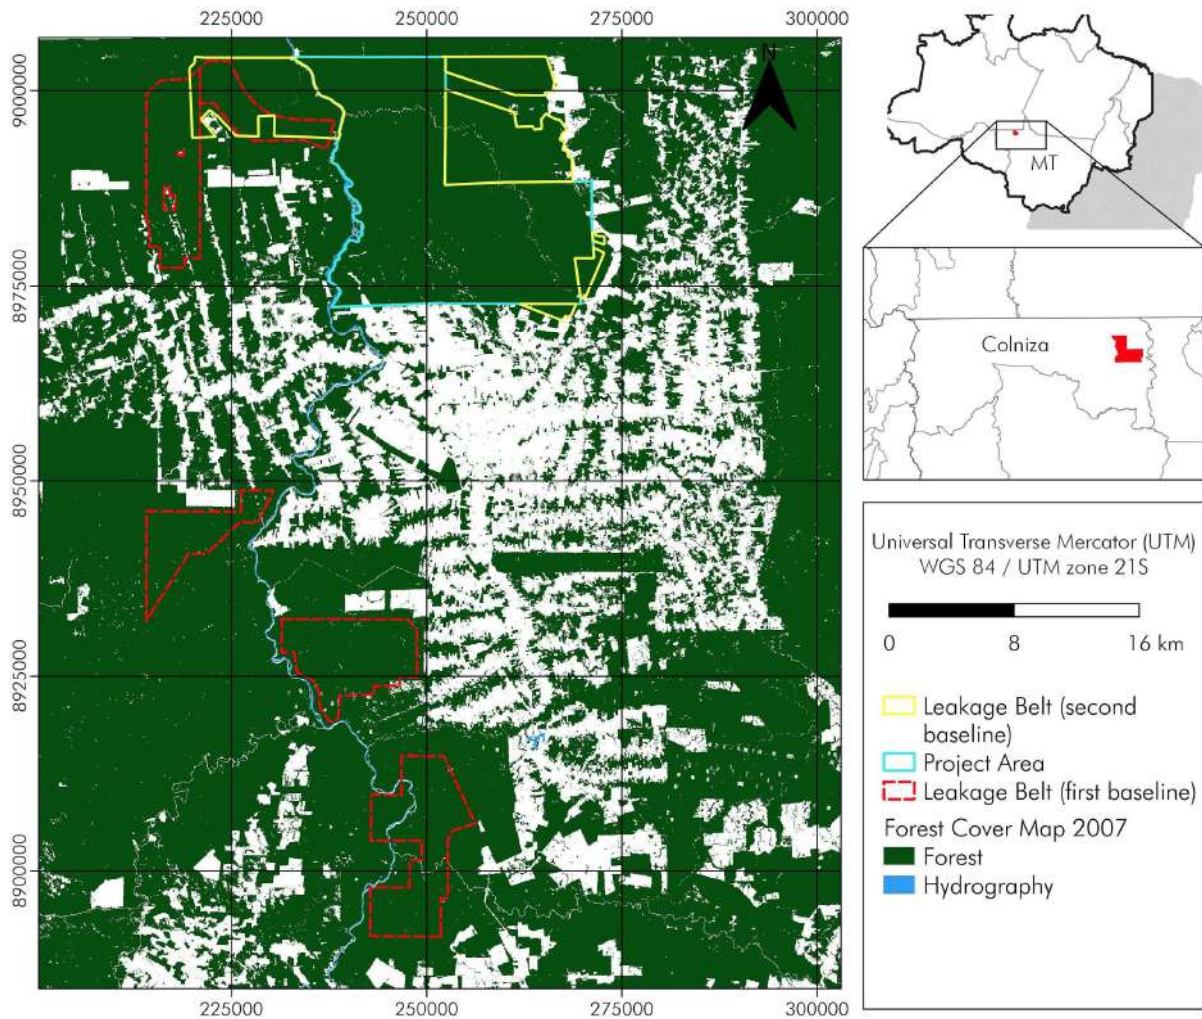 225000 250000 275000 300000
N
9000000
8975000
8950000
8925000
8900000
225000 250000 275000 300000
MT
Colniza
Universal Transverse Mercator (UTM)
WGS 84 / UTM zone 21S
0 8 16 km
Leakage Belt (second
baseline)
Project Area
Leakage Belt (first baseline)
Forest Cover Map 2007
Forest
Hydrography